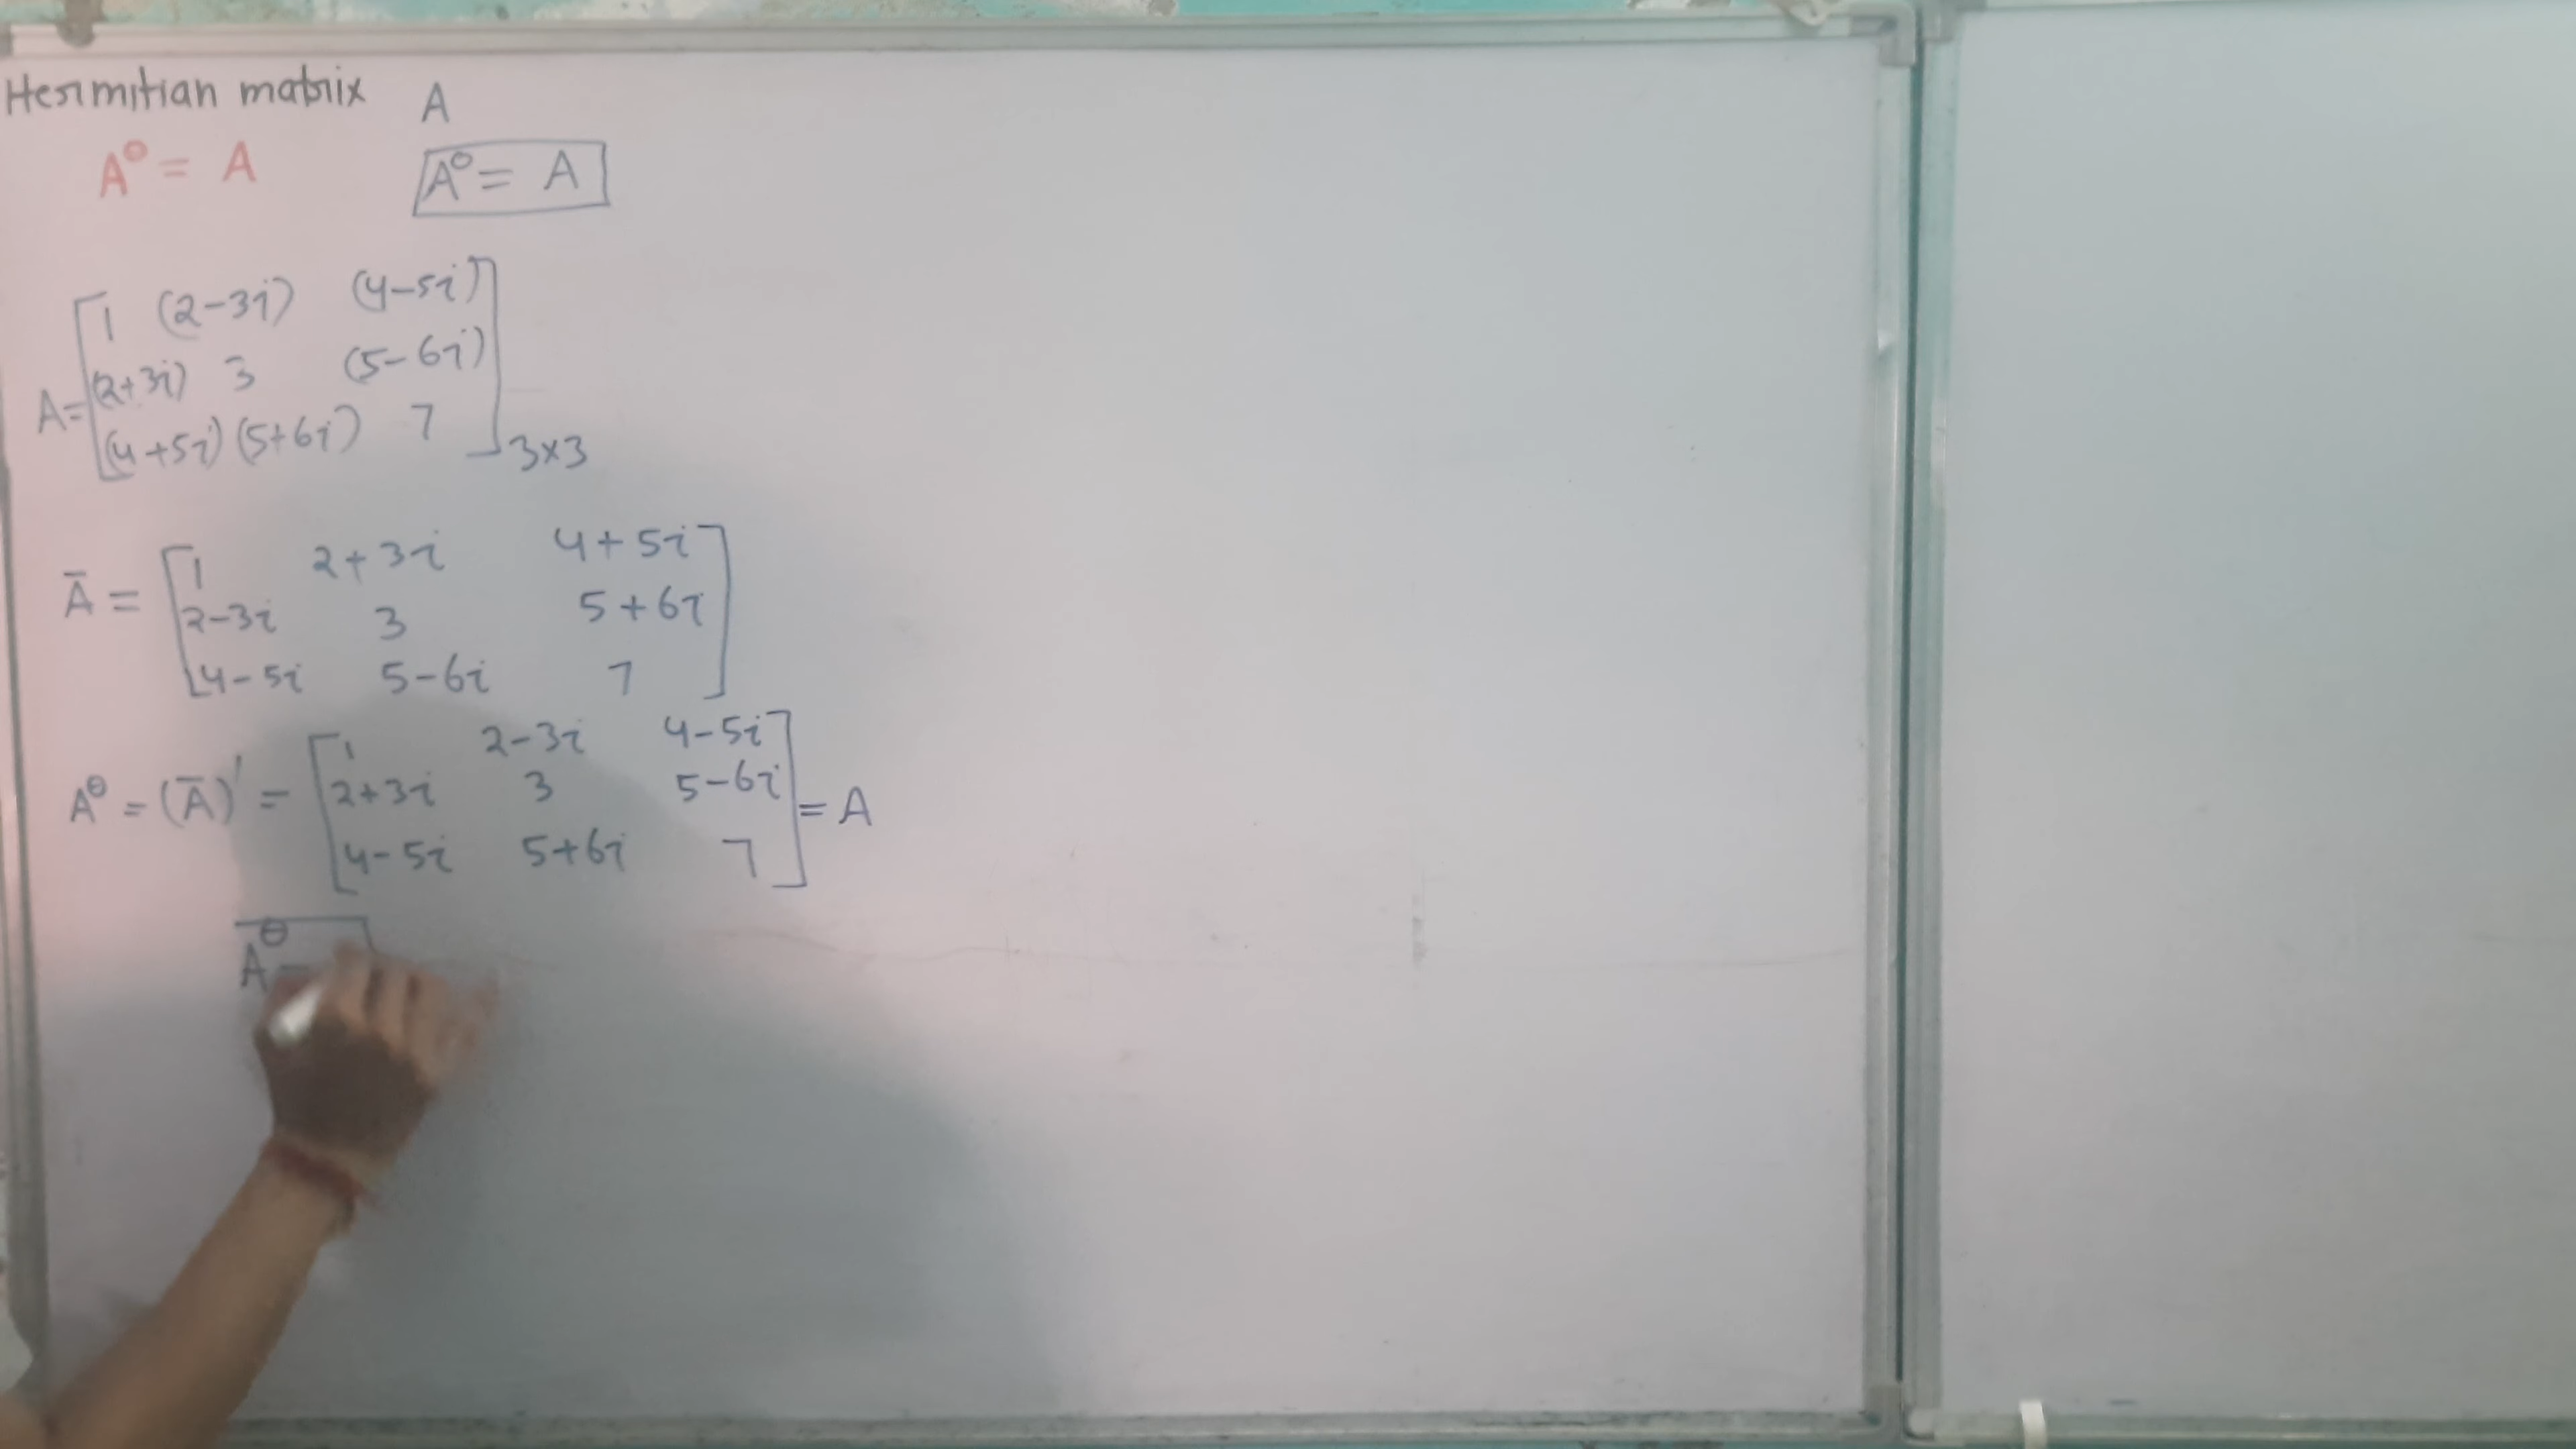 Hermitian matrix A
A^θ = A
A^θ = A
1 (2-3i) (4-5i)
(2+3i) 3 (5-6i)
A=
(4+5i) (5+6i) 7
3×3
1 2+3i 4+5i
Ā =
2-3i 3 5+6i
4-5i 5-6i 7
1 2-3i 4-5i
A^θ = (Ā)' = 2+3i 3 5-6i = A
4-5i 5+6i 7
A^θ